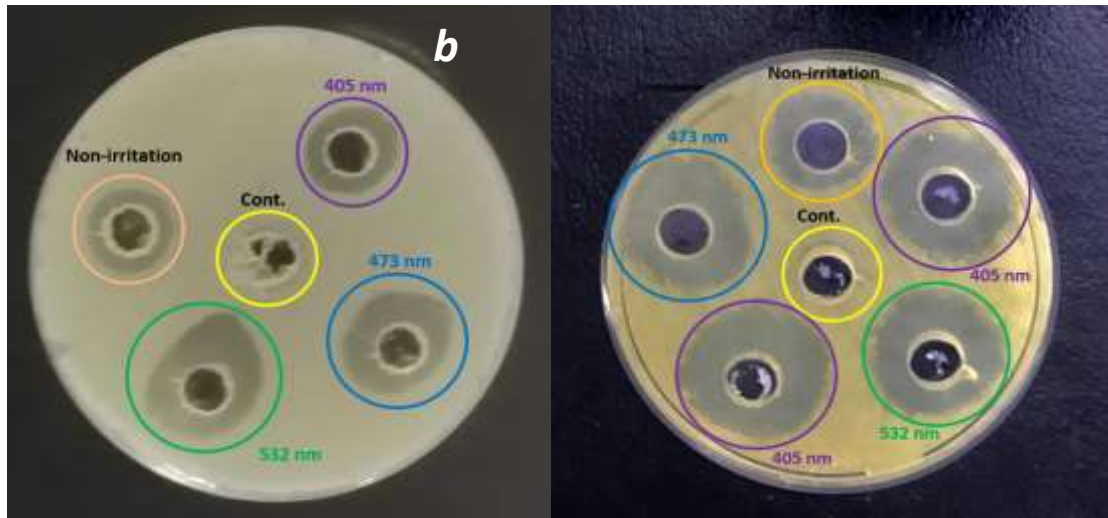 b
405 nm
Non-irritation
Cont.
473 nm
532 nm
Non-irritation
473 nm
Cont.
405 nm
532 nm
405 nm